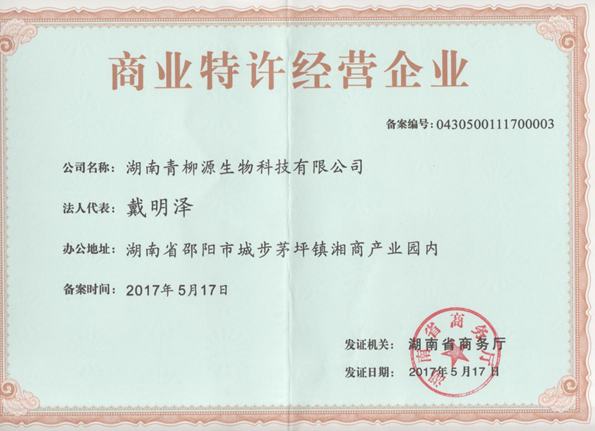 商业特许经营企业
备案编号：0430500111700003
公司名称：湖南青柳源生物科技有限公司
法人代表：戴明泽
办公地址：湖南省邵阳市城步茅坪镇湘商产业园内
备案时间：2017年5月17日
发证机关：湖南省商务厅
发证日期：2017年5月17日
湖南省商务厅